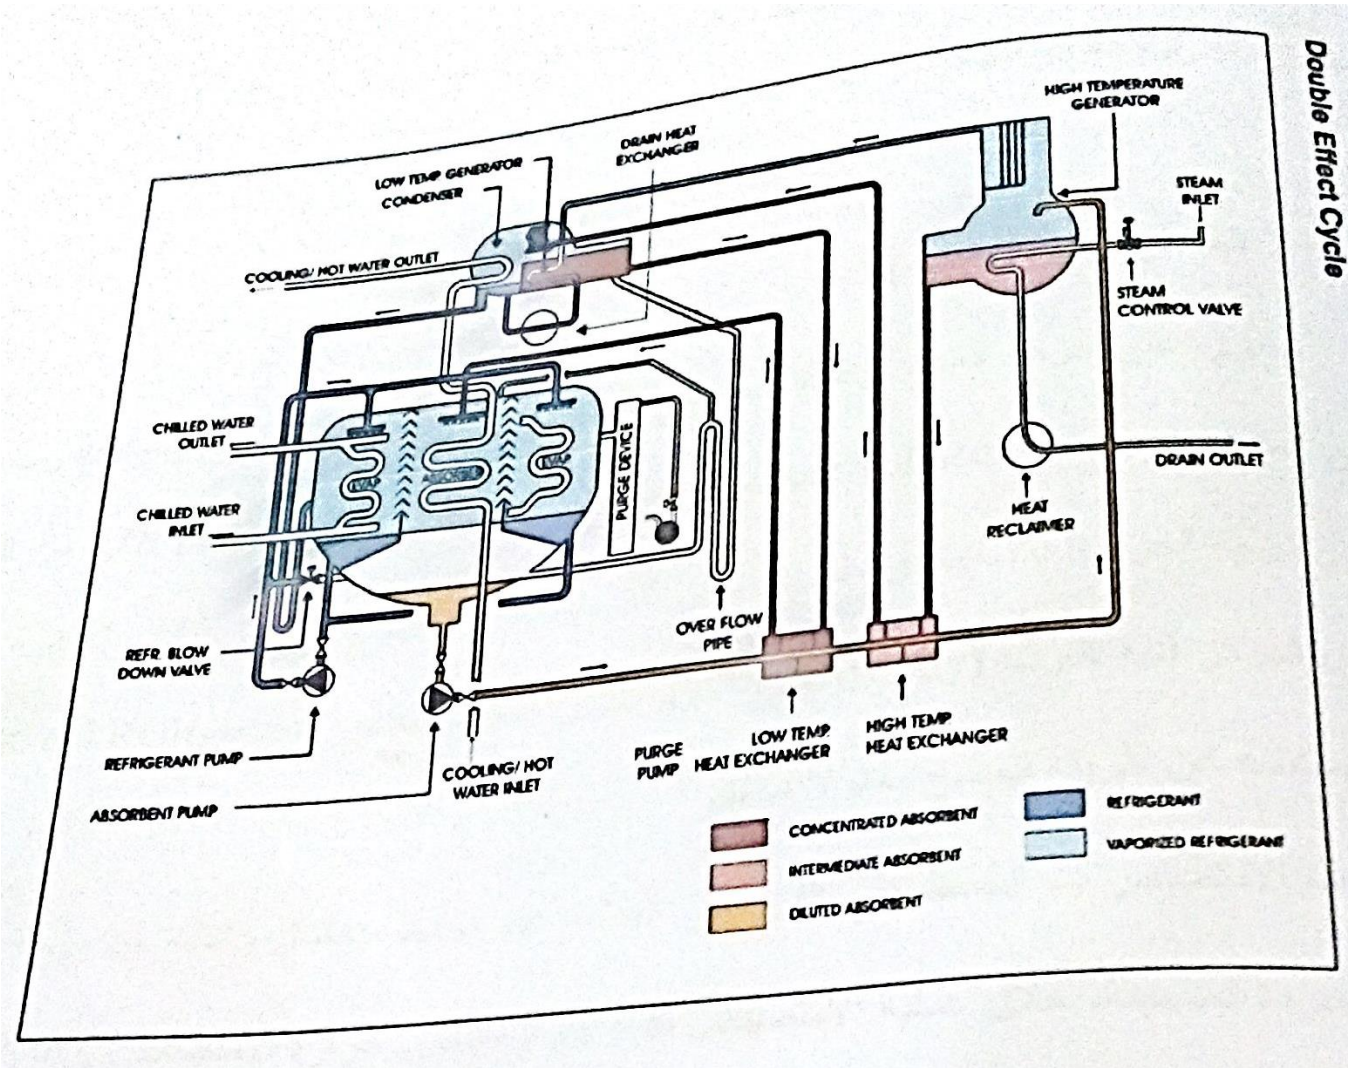 Double Effect Cycle
HIGH TEMPERATURE
GENERATOR
DRAIN HEAT
EXCHANGER
LOW TEMP. GENERATOR
CONDENSER
STEAM
INLET
COOLING/ HOT WATER OUTLET
STEAM
CONTROL VALVE
CHILLED WATER
OUTLET
EVA
ABSORBER
PURGE DEVICE
DRAIN OUTLET
CHILLED WATER
INLET
HEAT
RECLAIMER
OVER FLOW
PIPE
REFR. BLOW
DOWN VALVE
REFRIGERANT PUMP
ABSORBENT PUMP
COOLING/ HOT
WATER INLET
PURGE
PUMP
LOW TEMP.
HEAT EXCHANGER
HIGH TEMP
HEAT EXCHANGER
CONCENTRATED ABSORBENT
INTERMEDIATE ABSORBENT
DILUTED ABSORBENT
REFRIGERANT
VAPORIZED REFRIGERANT